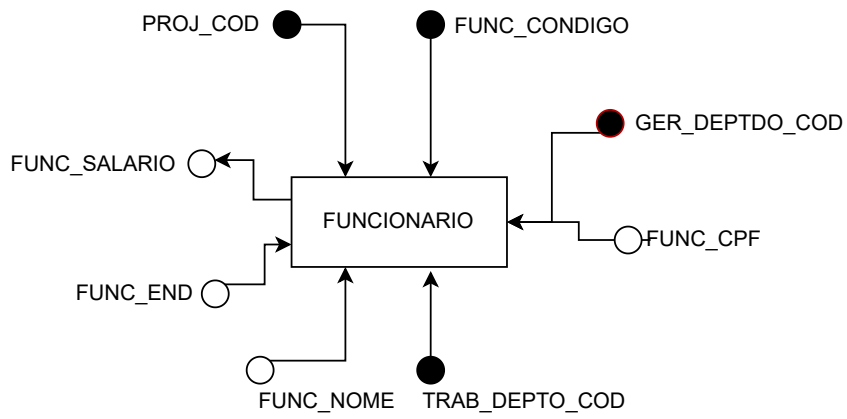 PROJ_COD
FUNC_CONDIGO
GER_DEPTDO_COD
FUNC_SALARIO
FUNCIONARIO
FUNC_CPF
FUNC_END
FUNC_NOME
TRAB_DEPTO_COD